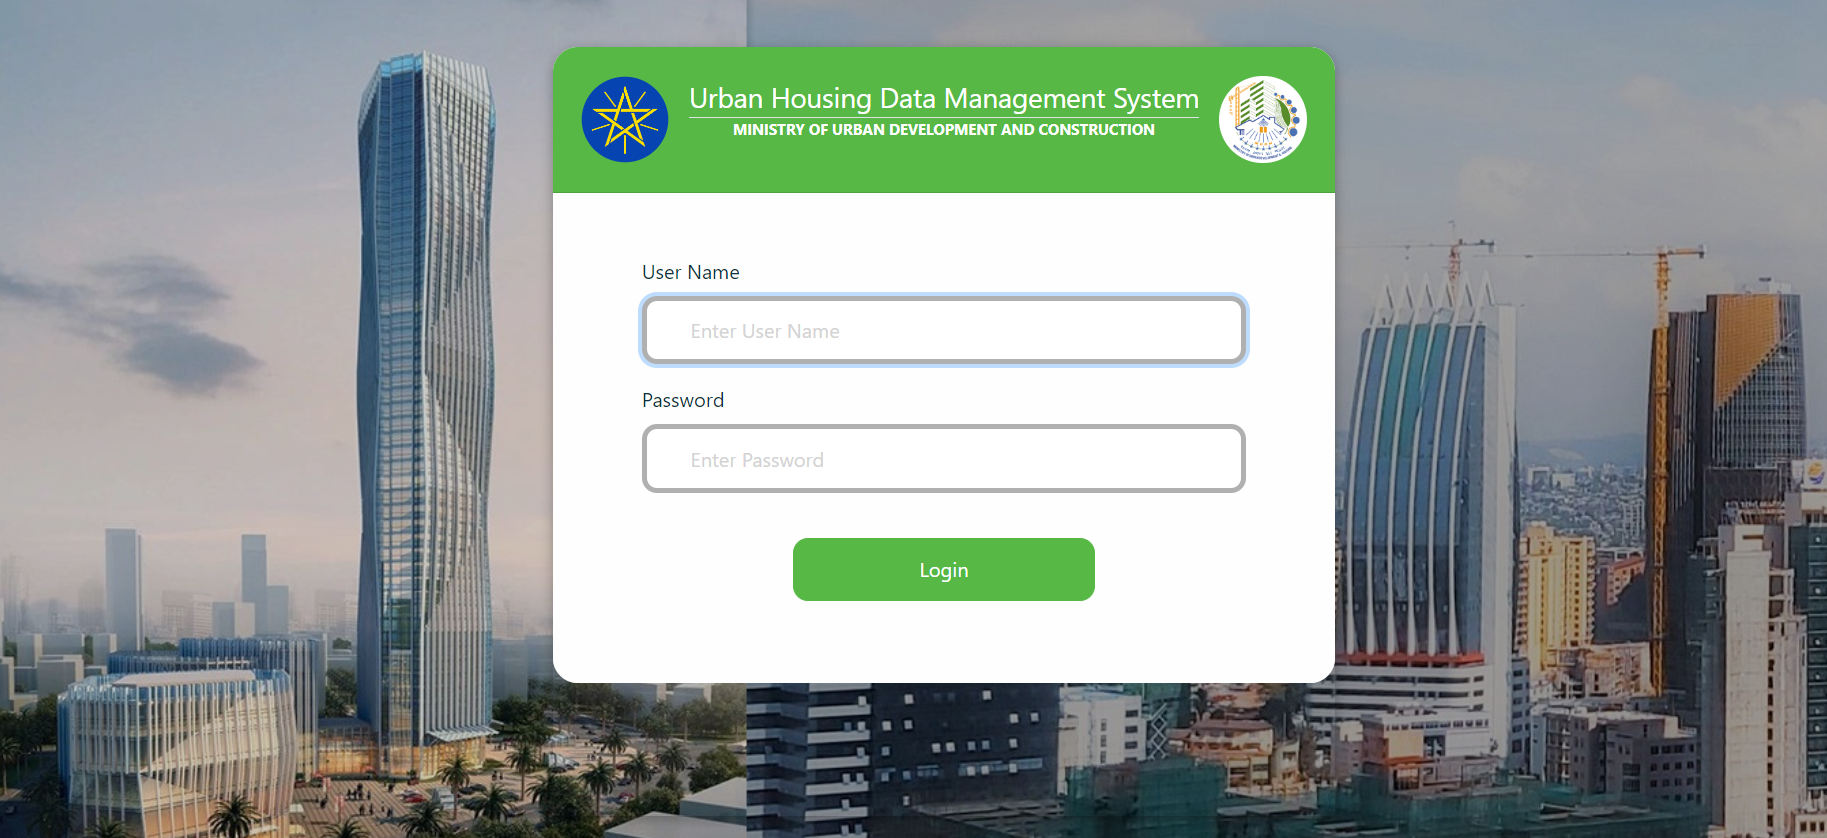 Urban Housing Data Management System
MINISTRY OF URBAN DEVELOPMENT AND CONSTRUCTION
User Name
Enter User Name
Password
Enter Password
Login